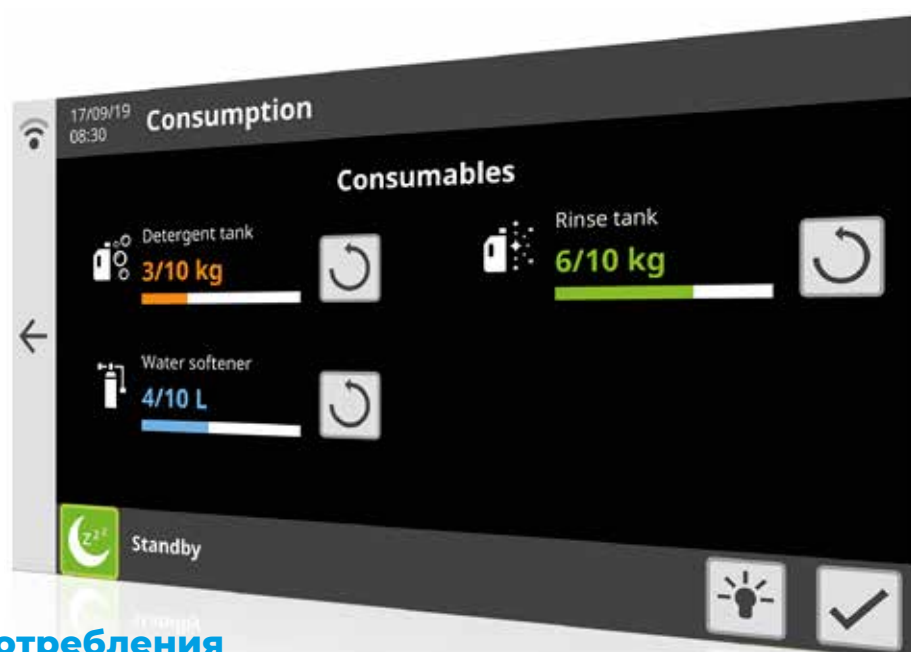 17/09/19
08:30
Consumption
Consumables
Detergent tank
3/10 kg
Rinse tank
6/10 kg
Water softener
4/10 L
zzz
Standby
отребления